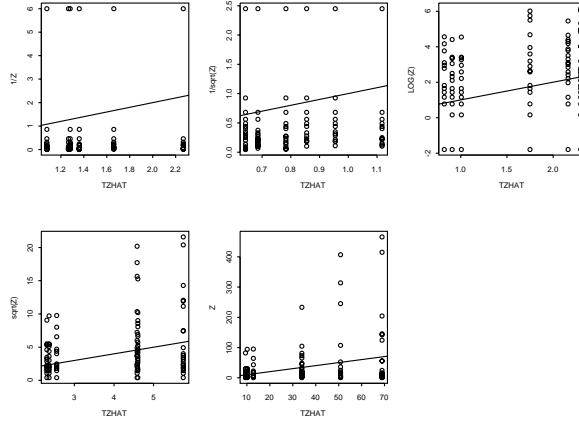 1/Z
0 1 2 3 4 5 6
1.2 1.4 1.6 1.8 2.0 2.2
TZHAT
1/sqrt(Z)
0.0 0.5 1.0 1.5 2.0 2.5
0.7 0.8 0.9 1.0 1.1
TZHAT
LOG(Z)
-2 0 2 4 6
1.0 1.5 2.0
TZHAT
sqrt(Z)
0 5 10 15 20
3 4 5
TZHAT
Z
0 100 200 300 400
10 20 30 40 50 60 70
TZHAT